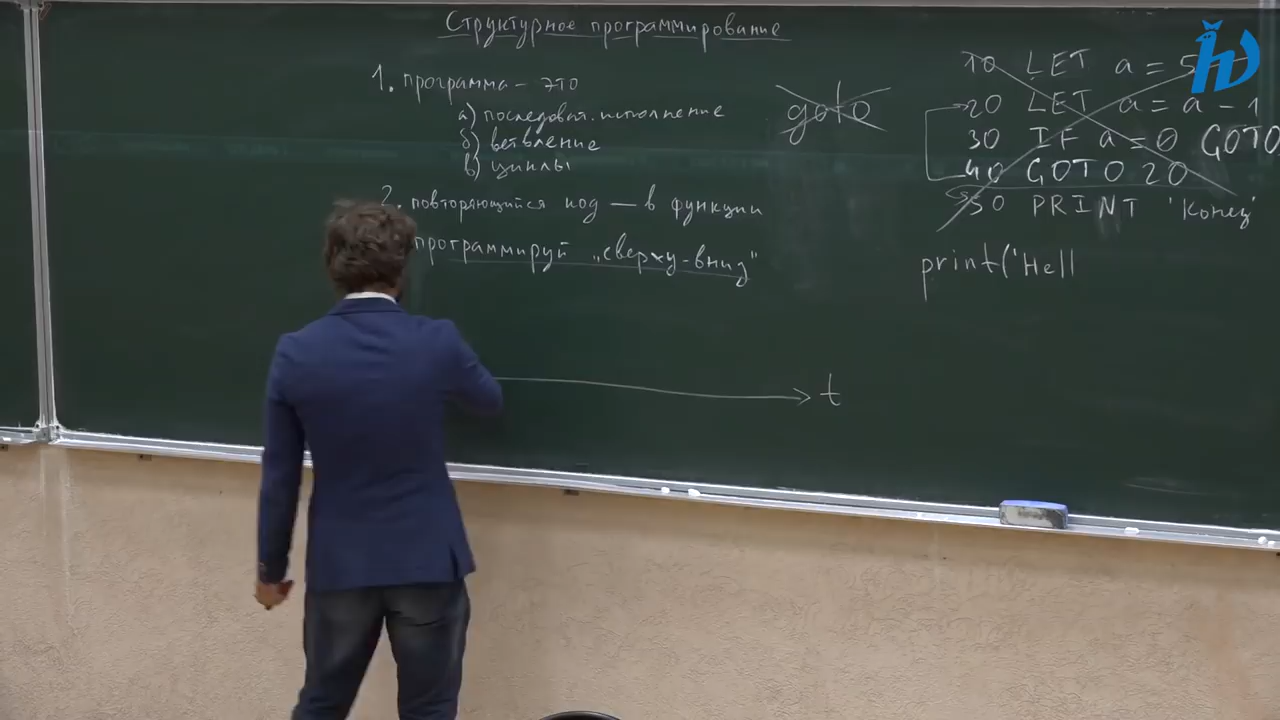 Структурное программирование
1. программа - это
а) последоват. исполнение
б) ветвление
в) циклы
2. повторяющийся код — в функции
программируй „сверху-вниз"
t
goto
10 LET a = 5
20 LET a = a - 1
30 IF a = 0 GOTO
40 GOTO 20
50 PRINT 'Конец'
print('Hell